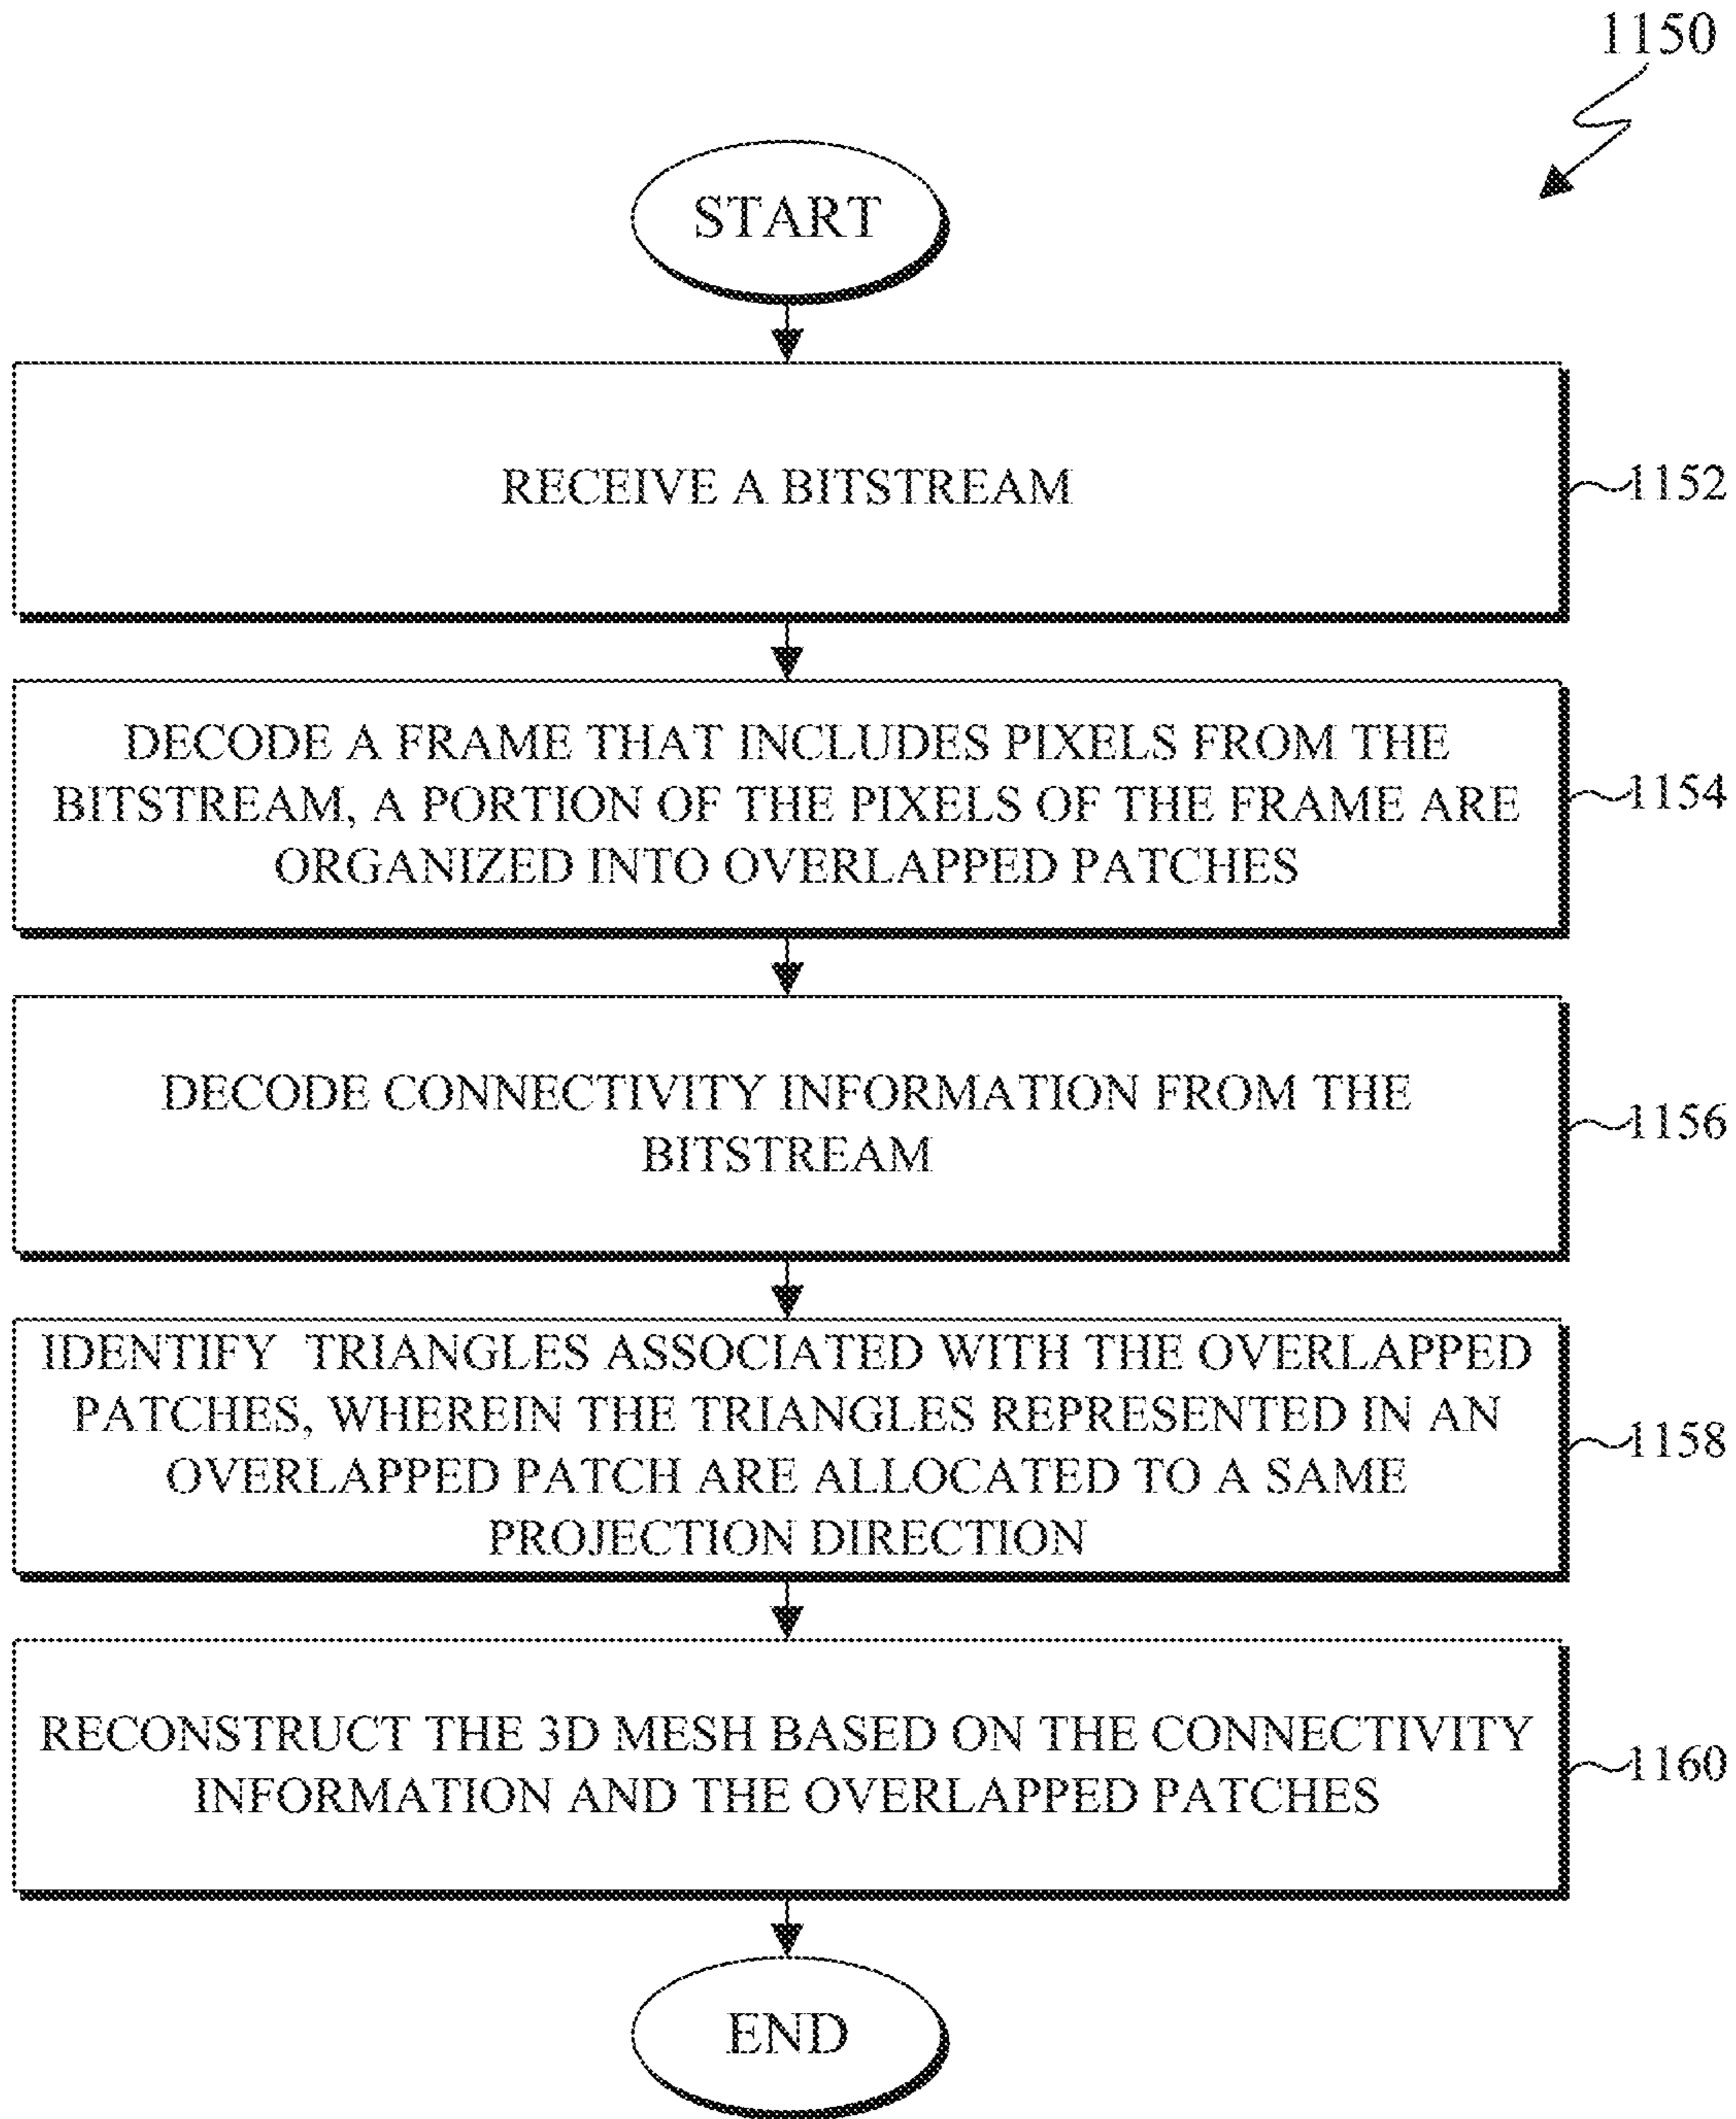 1150
START
RECEIVE A BITSTREAM
1152
DECODE A FRAME THAT INCLUDES PIXELS FROM THE
BITSTREAM, A PORTION OF THE PIXELS OF THE FRAME ARE
ORGANIZED INTO OVERLAPPED PATCHES
1154
DECODE CONNECTIVITY INFORMATION FROM THE
BITSTREAM
1156
IDENTIFY TRIANGLES ASSOCIATED WITH THE OVERLAPPED
PATCHES, WHEREIN THE TRIANGLES REPRESENTED IN AN
OVERLAPPED PATCH ARE ALLOCATED TO A SAME
PROJECTION DIRECTION
1158
RECONSTRUCT THE 3D MESH BASED ON THE CONNECTIVITY
INFORMATION AND THE OVERLAPPED PATCHES
1160
END